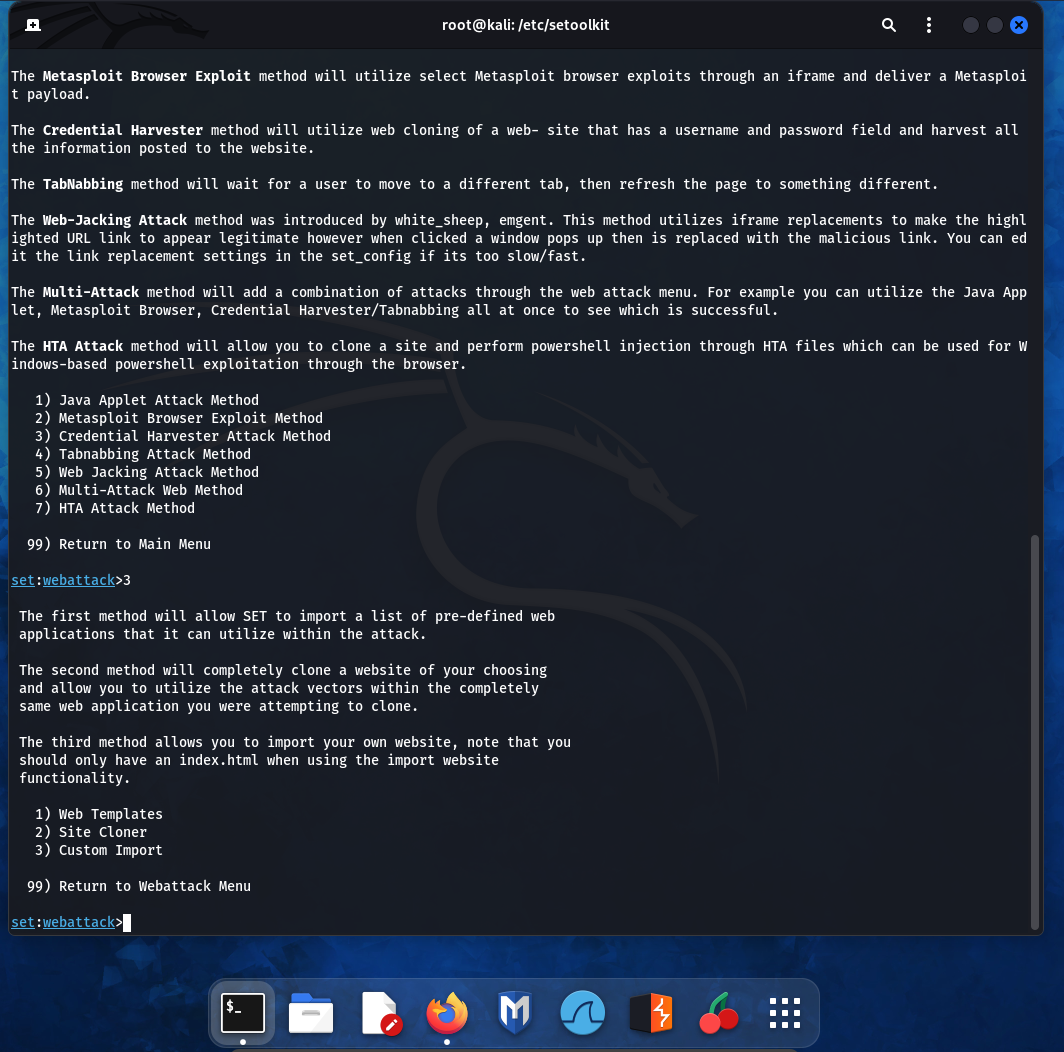 root@kali: /etc/setoolkit
The Metasploit Browser Exploit method will utilize select Metasploit browser exploits through an iframe and deliver a Metasploi
t payload.
The Credential Harvester method will utilize web cloning of a web- site that has a username and password field and harvest all
the information posted to the website.
The TabNabbing method will wait for a user to move to a different tab, then refresh the page to something different.
The Web-Jacking Attack method was introduced by white_sheep, emgent. This method utilizes iframe replacements to make the highl
ighted URL link to appear legitimate however when clicked a window pops up then is replaced with the malicious link. You can ed
it the link replacement settings in the set_config if its too slow/fast.
The Multi-Attack method will add a combination of attacks through the web attack menu. For example you can utilize the Java App
let, Metasploit Browser, Credential Harvester/Tabnabbing all at once to see which is successful.
The HTA Attack method will allow you to clone a site and perform powershell injection through HTA files which can be used for W
indows-based powershell exploitation through the browser.
1) Java Applet Attack Method
2) Metasploit Browser Exploit Method
3) Credential Harvester Attack Method
4) Tabnabbing Attack Method
5) Web Jacking Attack Method
6) Multi-Attack Web Method
7) HTA Attack Method
99) Return to Main Menu
set:webattack>3
The first method will allow SET to import a list of pre-defined web
applications that it can utilize within the attack.
The second method will completely clone a website of your choosing
and allow you to utilize the attack vectors within the completely
same web application you were attempting to clone.
The third method allows you to import your own website, note that you
should only have an index.html when using the import website
functionality.
1) Web Templates
2) Site Cloner
3) Custom Import
99) Return to Webattack Menu
set:webattack>
$_